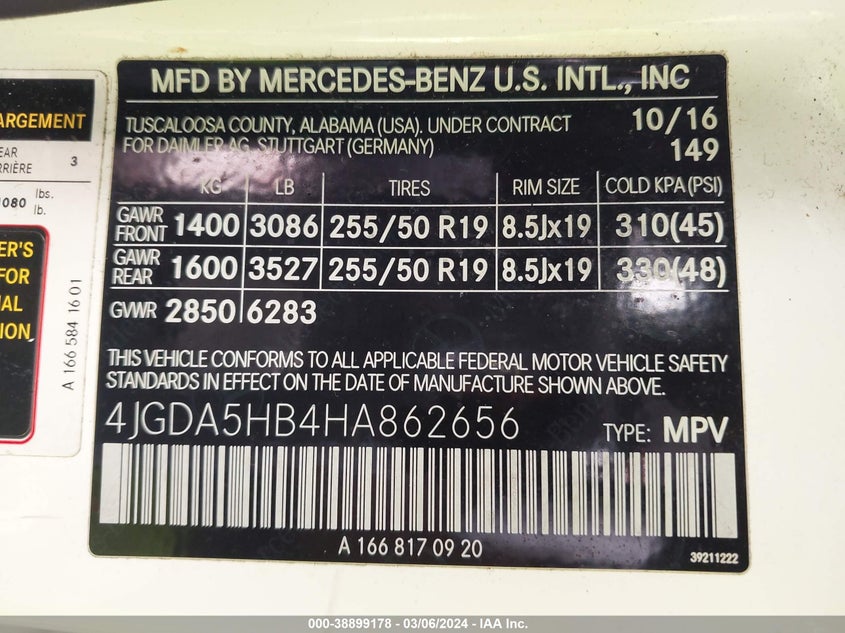 ARGEMENT
EAR
RRIÈRE 3
1080 lbs.
lb.
ER'S
FOR
NAL
ION.
A 166 584 16 01
MFD BY MERCEDES-BENZ U.S. INTL., INC
TUSCALOOSA COUNTY, ALABAMA (USA). UNDER CONTRACT 10/16
FOR DAIMLER AG, STUTTGART (GERMANY) 149
KG LB TIRES RIM SIZE COLD KPA(PSI)
GAWR FRONT 1400 3086 255/50 R19 8.5Jx19 310(45)
GAWR REAR 1600 3527 255/50 R19 8.5Jx19 330(48)
GVWR 2850 6283
THIS VEHICLE CONFORMS TO ALL APPLICABLE FEDERAL MOTOR VEHICLE SAFETY
STANDARDS IN EFFECT ON THE DATE OF MANUFACTURE SHOWN ABOVE.
4JGDA5HB4HA862656 TYPE: MPV
A 166 817 09 20
39211222
000-38899178 - 03/06/2024 - IAA Inc.